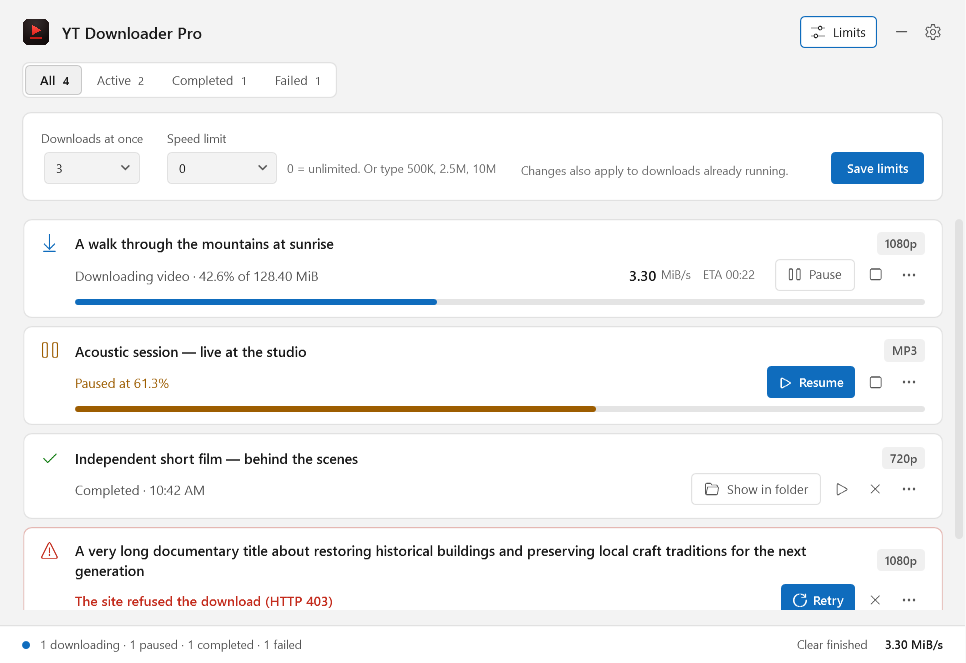 YT Downloader Pro
Limits
All 4 Active 2 Completed 1 Failed 1
Downloads at once Speed limit
3 0 0 = unlimited. Or type 500K, 2.5M, 10M Changes also apply to downloads already running. Save limits
A walk through the mountains at sunrise 1080p
Downloading video · 42.6% of 128.40 MiB 3.30 MiB/s ETA 00:22 Pause
Acoustic session — live at the studio MP3
Paused at 61.3% Resume
Independent short film — behind the scenes 720p
Completed · 10:42 AM Show in folder
A very long documentary title about restoring historical buildings and preserving local craft traditions for the next
generation 1080p
The site refused the download (HTTP 403) Retry
1 downloading · 1 paused · 1 completed · 1 failed Clear finished 3.30 MiB/s